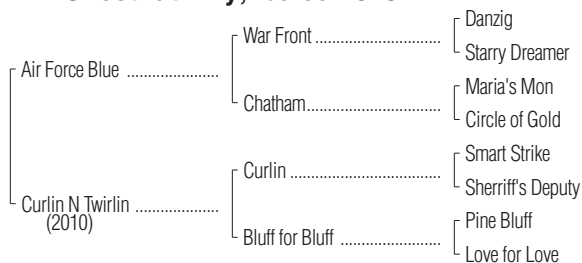 Danzig
War Front
Starry Dreamer
Air Force Blue
Maria's Mon
Chatham
Circle of Gold
Smart Strike
Curlin
Sherriff's Deputy
Curlin N Twirlin
(2010)
Pine Bluff
Bluff for Bluff
Love for Love